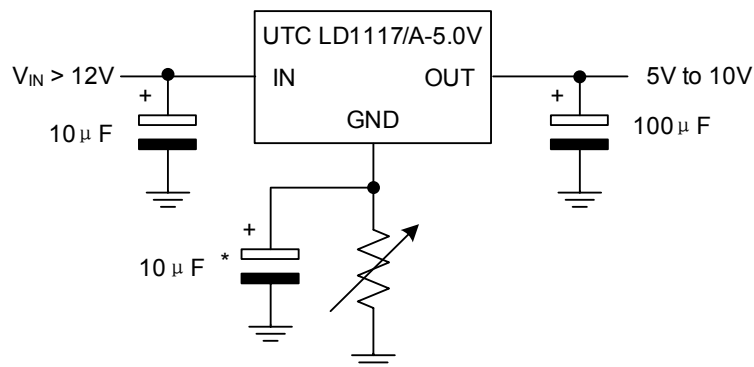 UTC LD1117/A-5.0V
V_IN > 12V
IN
OUT
5V to 10V
GND
+
10μF
+
100μF
+
10μF *